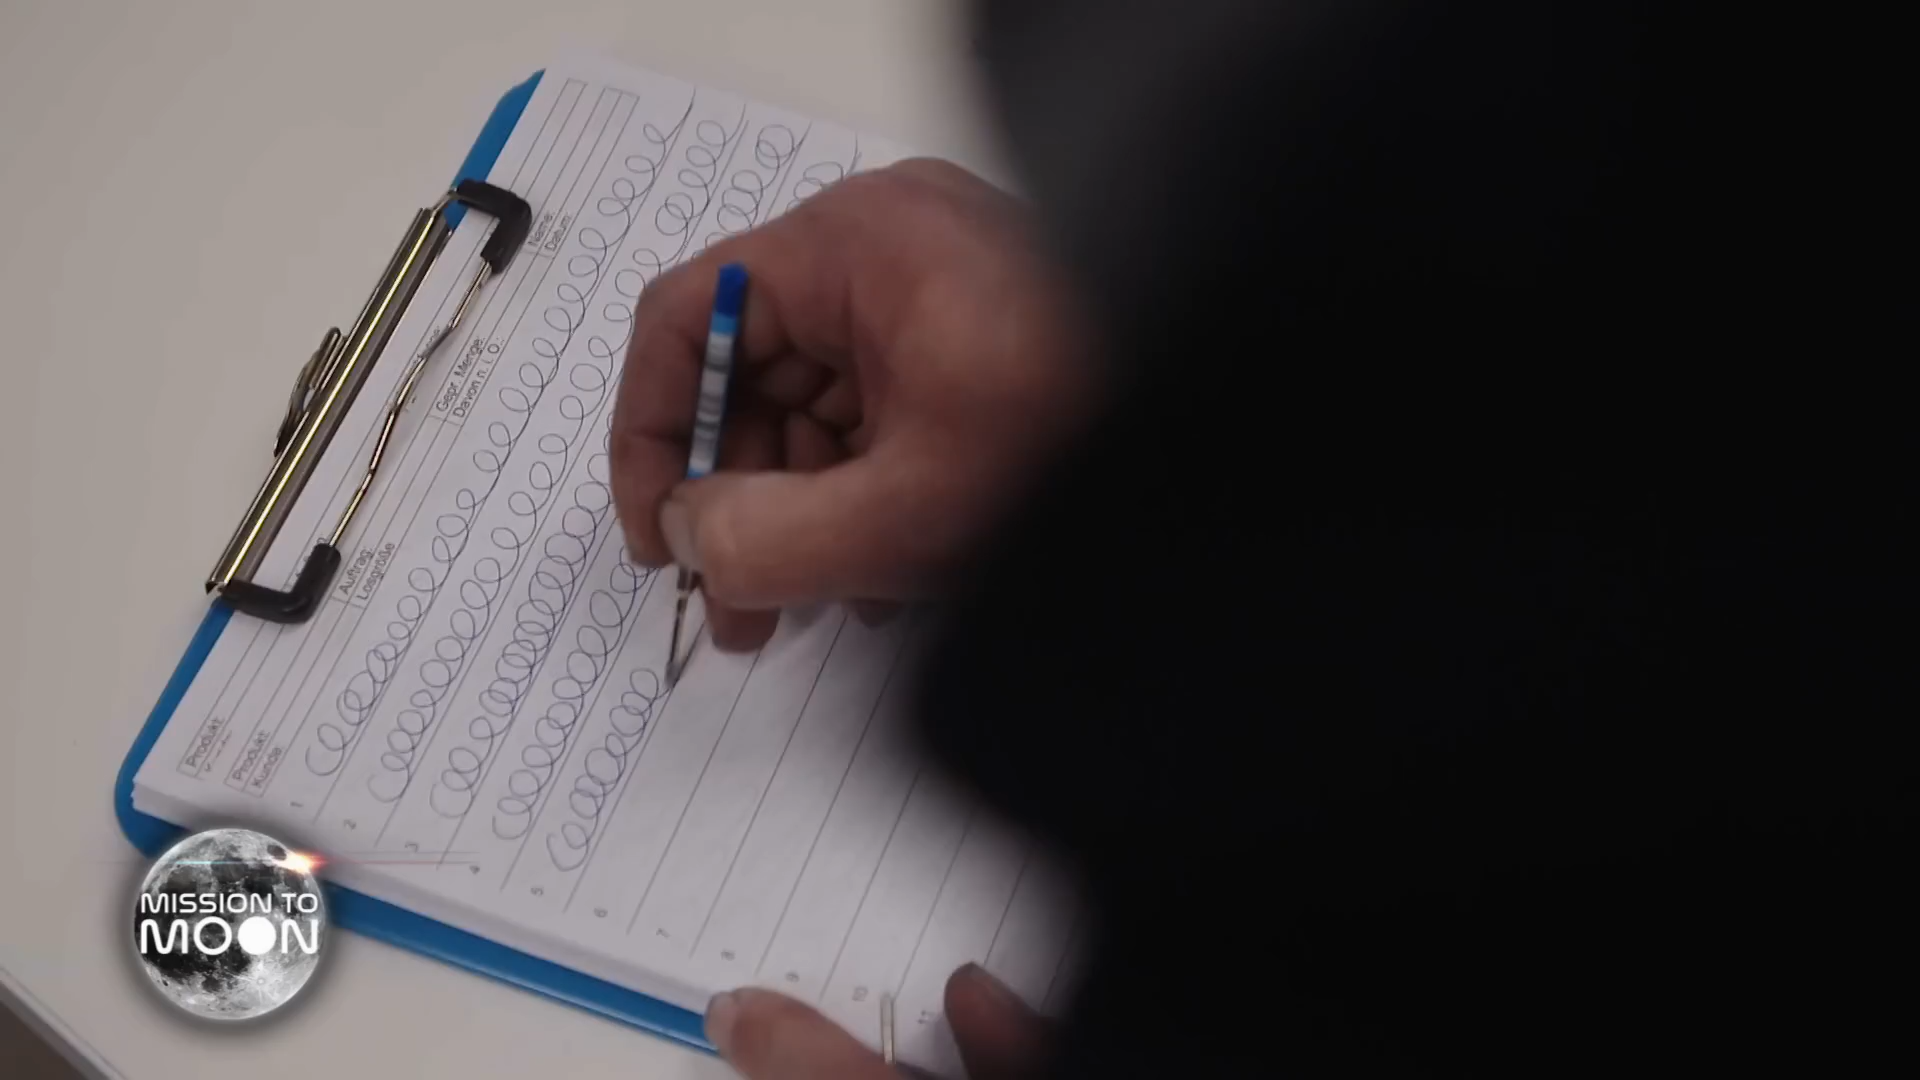 Name:
Datum:
Gepr. Menge:
Davon n. i. O.:
Auftrag:
Losgröße
Produkt:
Produkt:
Kunde:
1
2
3
4
5
6
7
8
9
10
11
MISSION TO
MOON